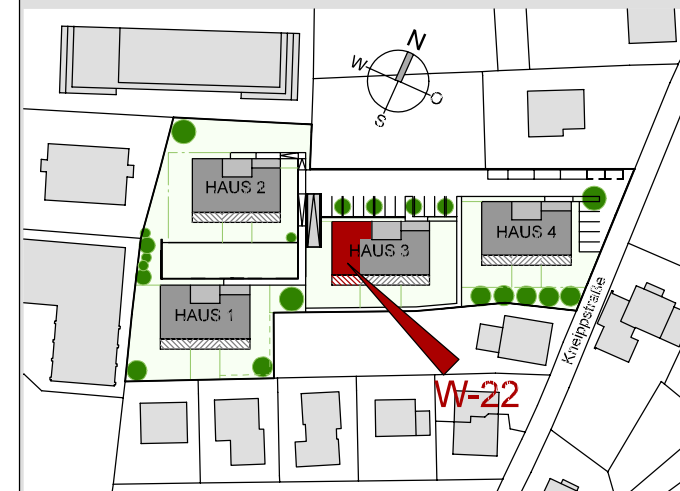 N
W
O
S
HAUS 2
HAUS 3
HAUS 4
HAUS 1
Kneippstraße
W-22